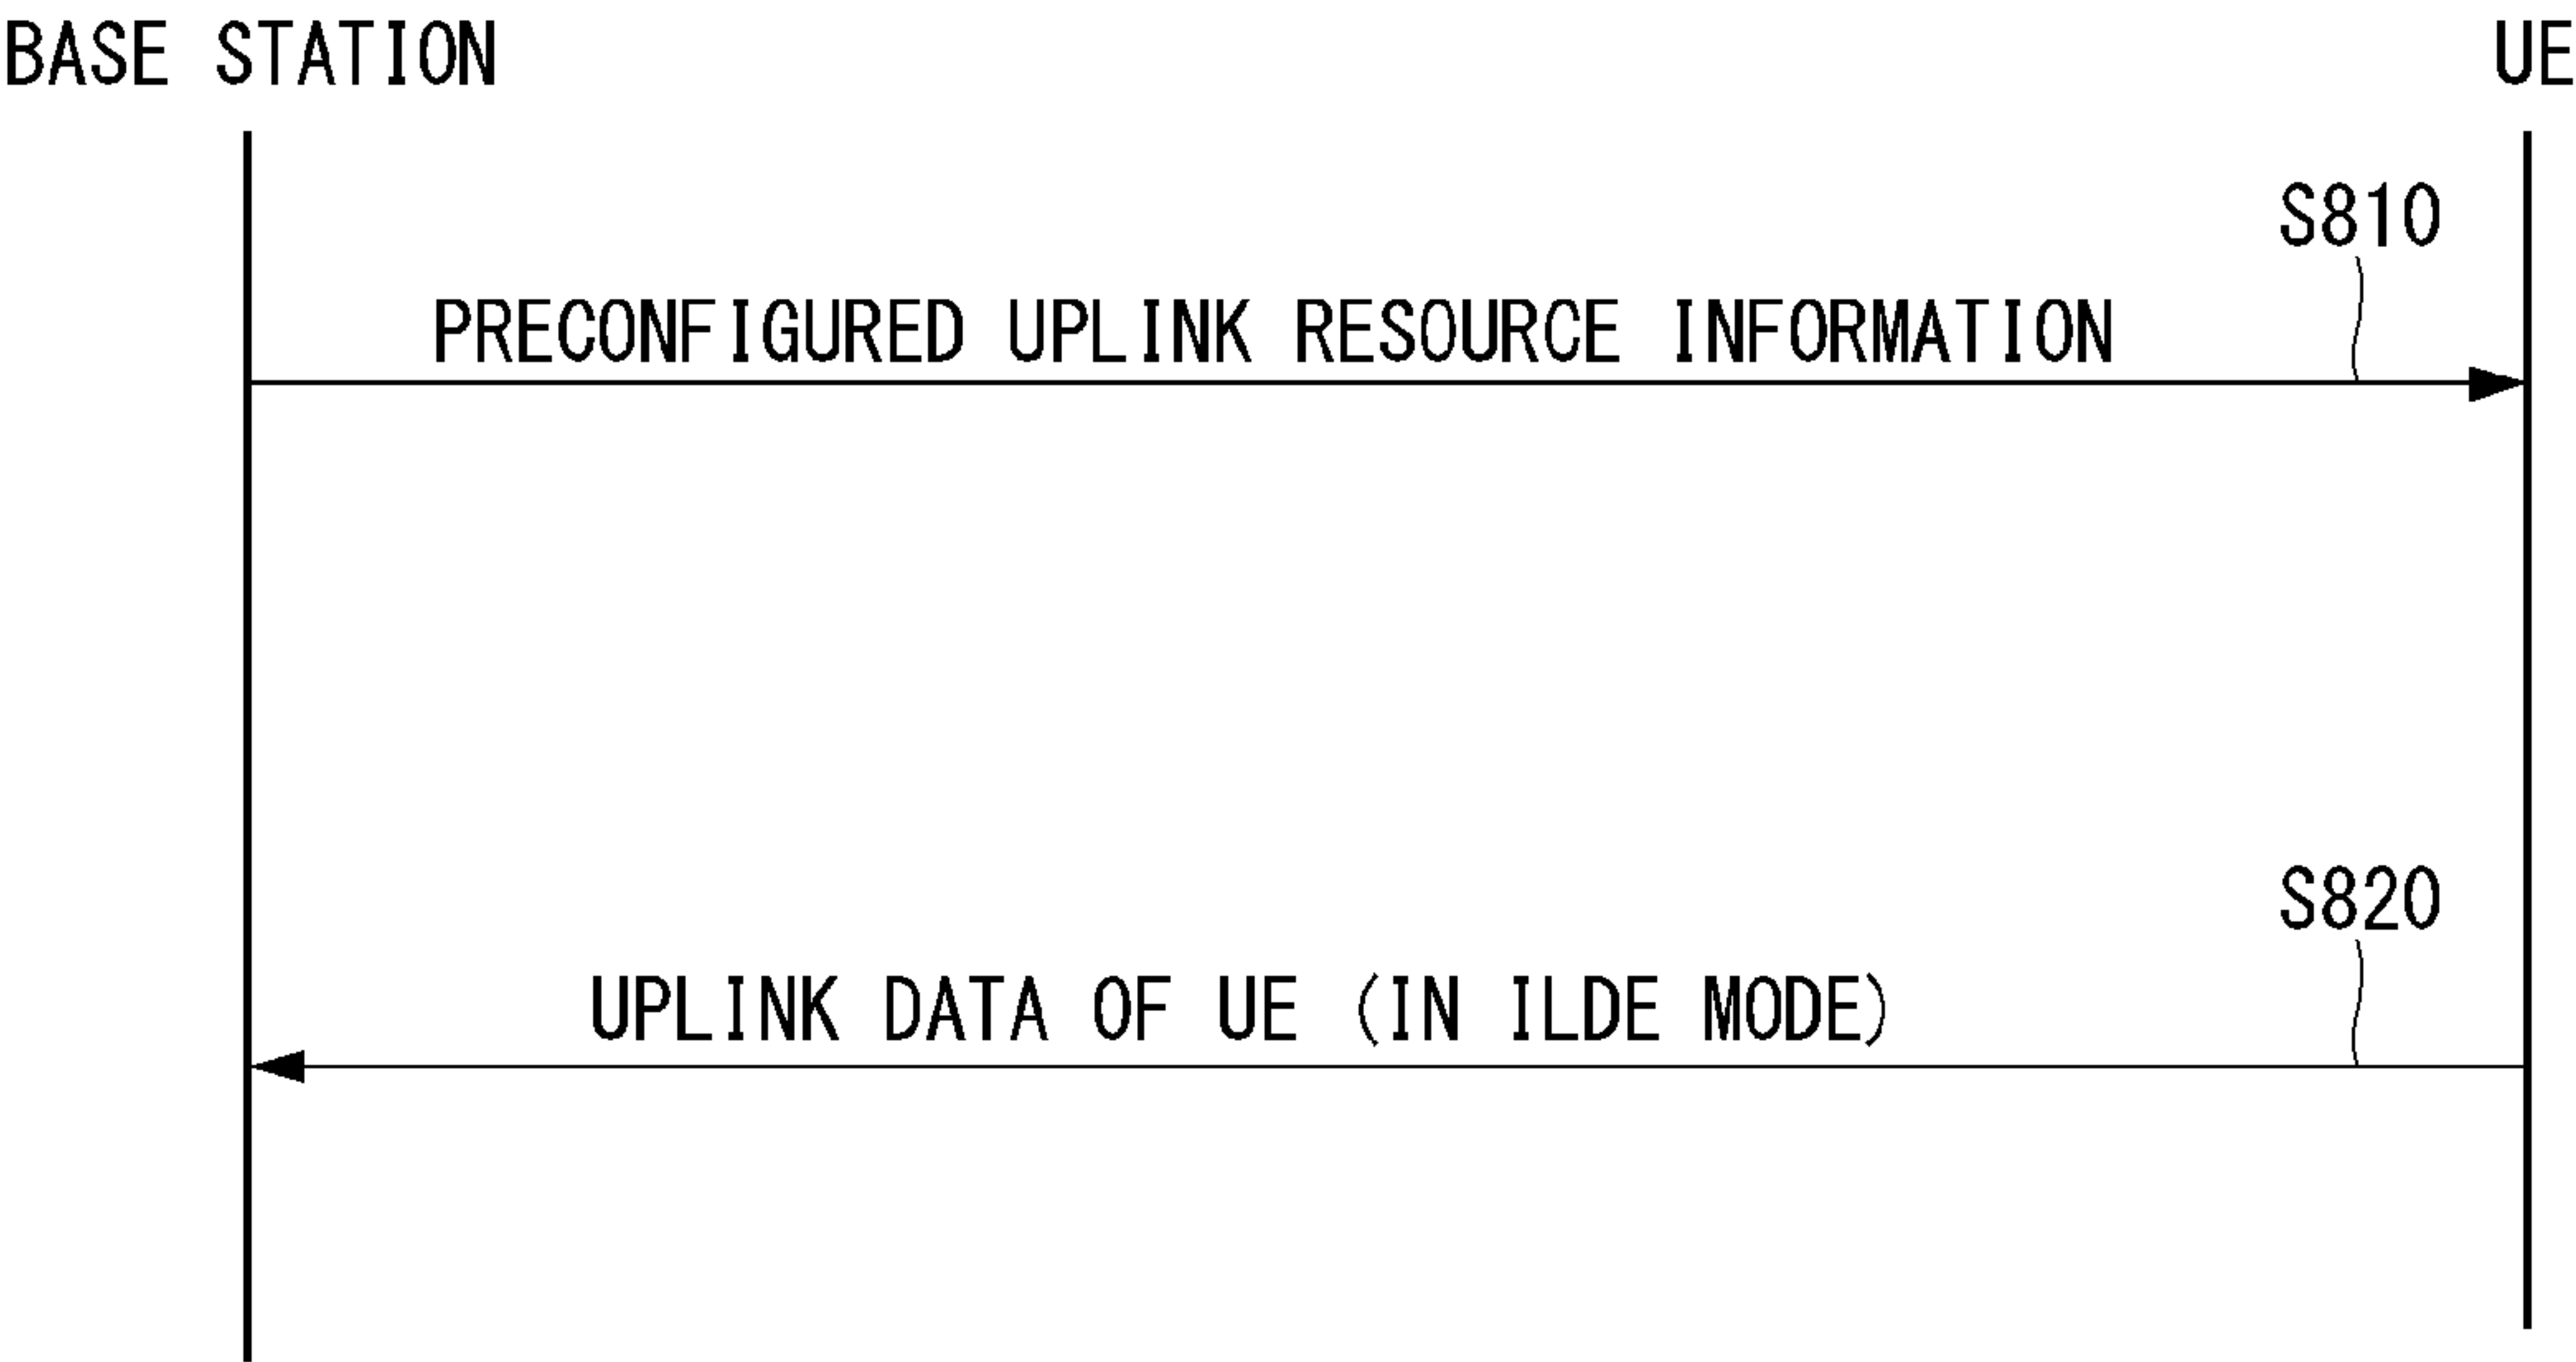 BASE STATION UE
S810
PRECONFIGURED UPLINK RESOURCE INFORMATION
S820
UPLINK DATA OF UE (IN ILDE MODE)